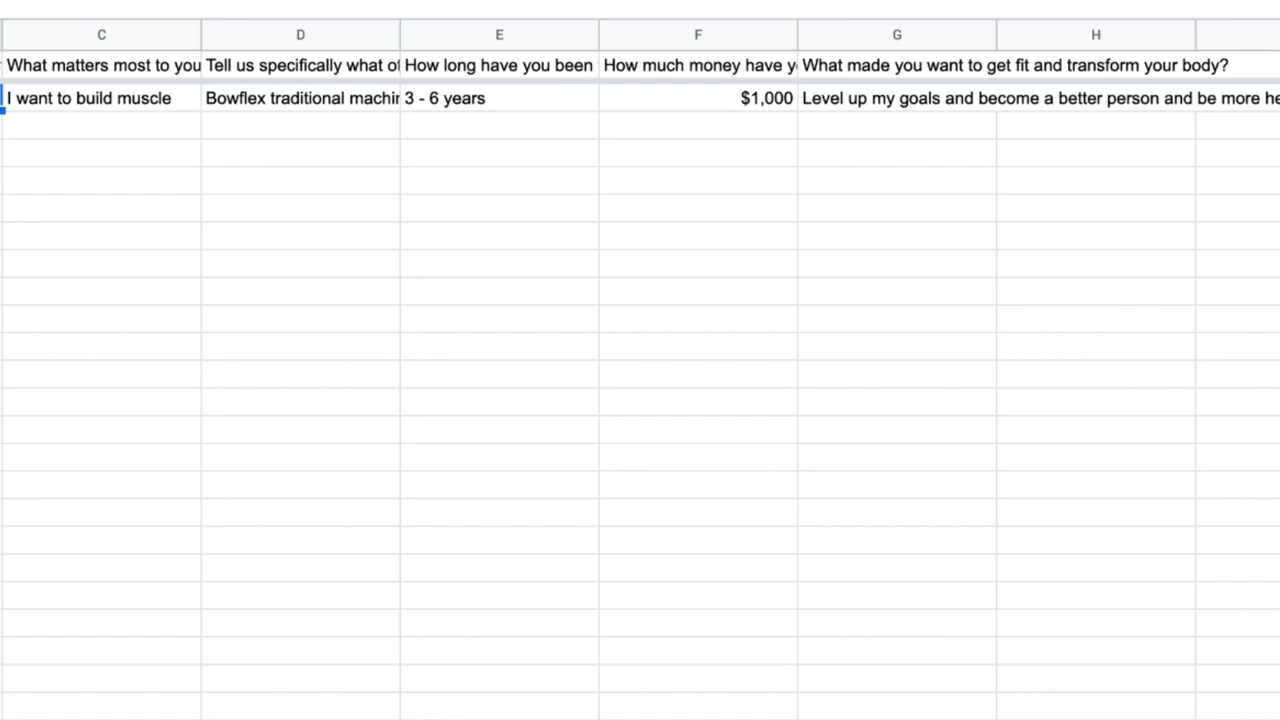 C D E F G H
What matters most to you Tell us specifically what How long have you been How much money have What made you want to get fit and transform your body?
I want to build muscle Bowflex traditional 3 - 6 years $1,000 Level up my goals and become a better person and be more